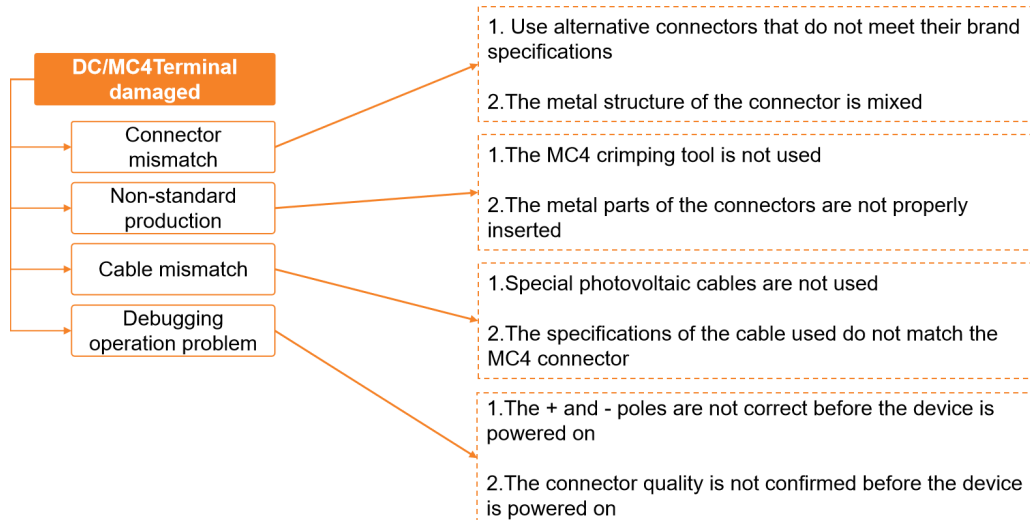 DC/MC4Terminal
damaged
Connector
mismatch
Non-standard
production
Cable mismatch
Debugging
operation problem
1. Use alternative connectors that do not meet their brand
specifications
2.The metal structure of the connector is mixed
1.The MC4 crimping tool is not used
2.The metal parts of the connectors are not properly
inserted
1.Special photovoltaic cables are not used
2.The specifications of the cable used do not match the
MC4 connector
1.The + and - poles are not correct before the device is
powered on
2.The connector quality is not confirmed before the device
is powered on